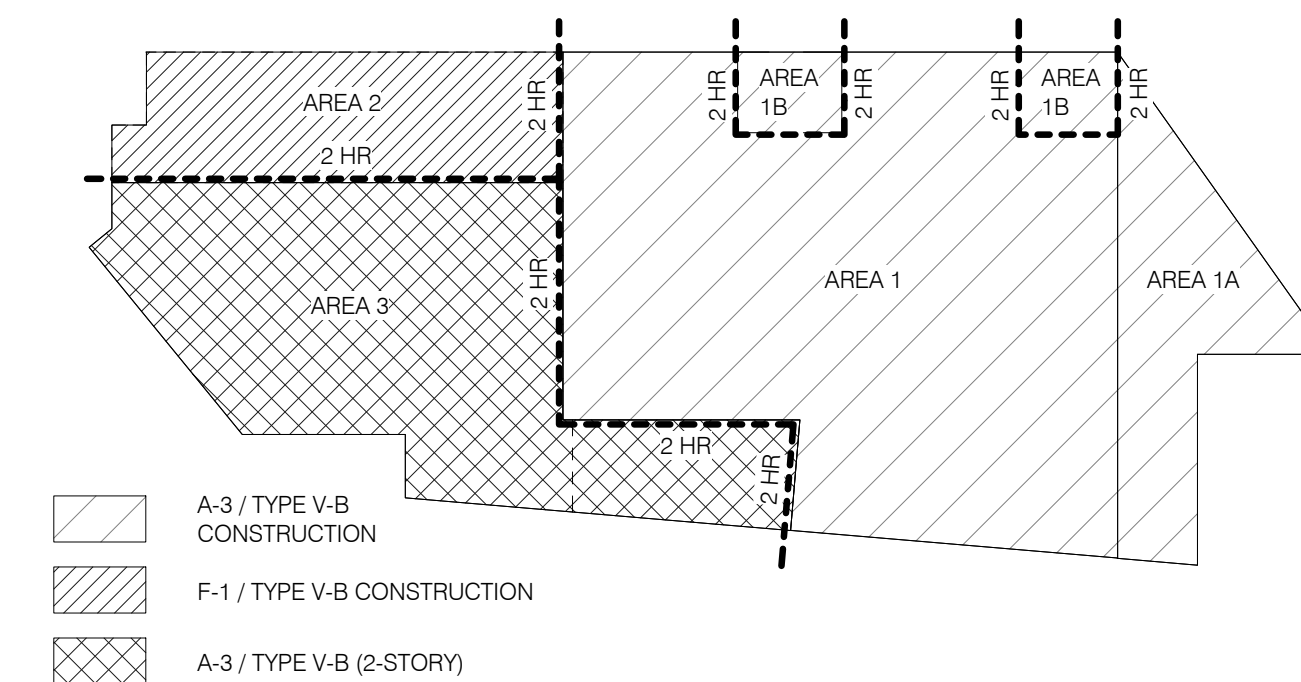 AREA 2
2 HR
2 HR
2 HR
AREA
1B
2 HR
2 HR
AREA
1B
2 HR
2 HR
AREA 3
AREA 1
AREA 1A
2 HR
2 HR
A-3 / TYPE V-B
CONSTRUCTION
F-1 / TYPE V-B CONSTRUCTION
A-3 / TYPE V-B (2-STORY)